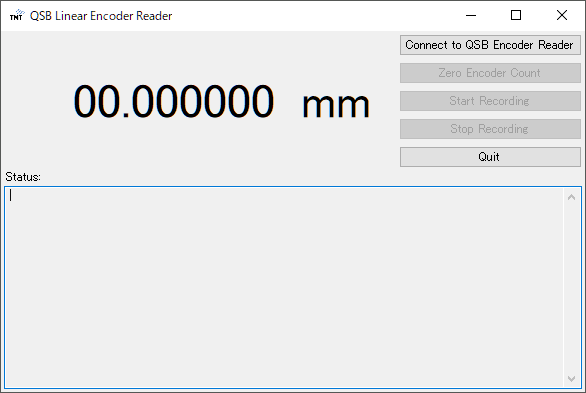 TMT QSB Linear Encoder Reader
00.000000 mm
Connect to QSB Encoder Reader
Zero Encoder Count
Start Recording
Stop Recording
Quit
Status: